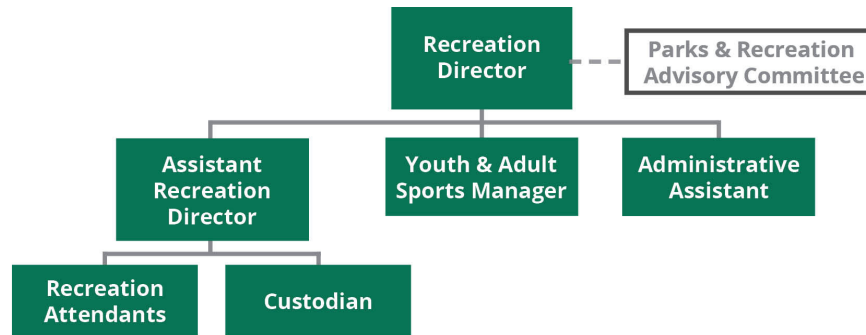 Recreation
Director
Parks & Recreation
Advisory Committee
Assistant
Recreation
Director
Youth & Adult
Sports Manager
Administrative
Assistant
Recreation
Attendants
Custodian